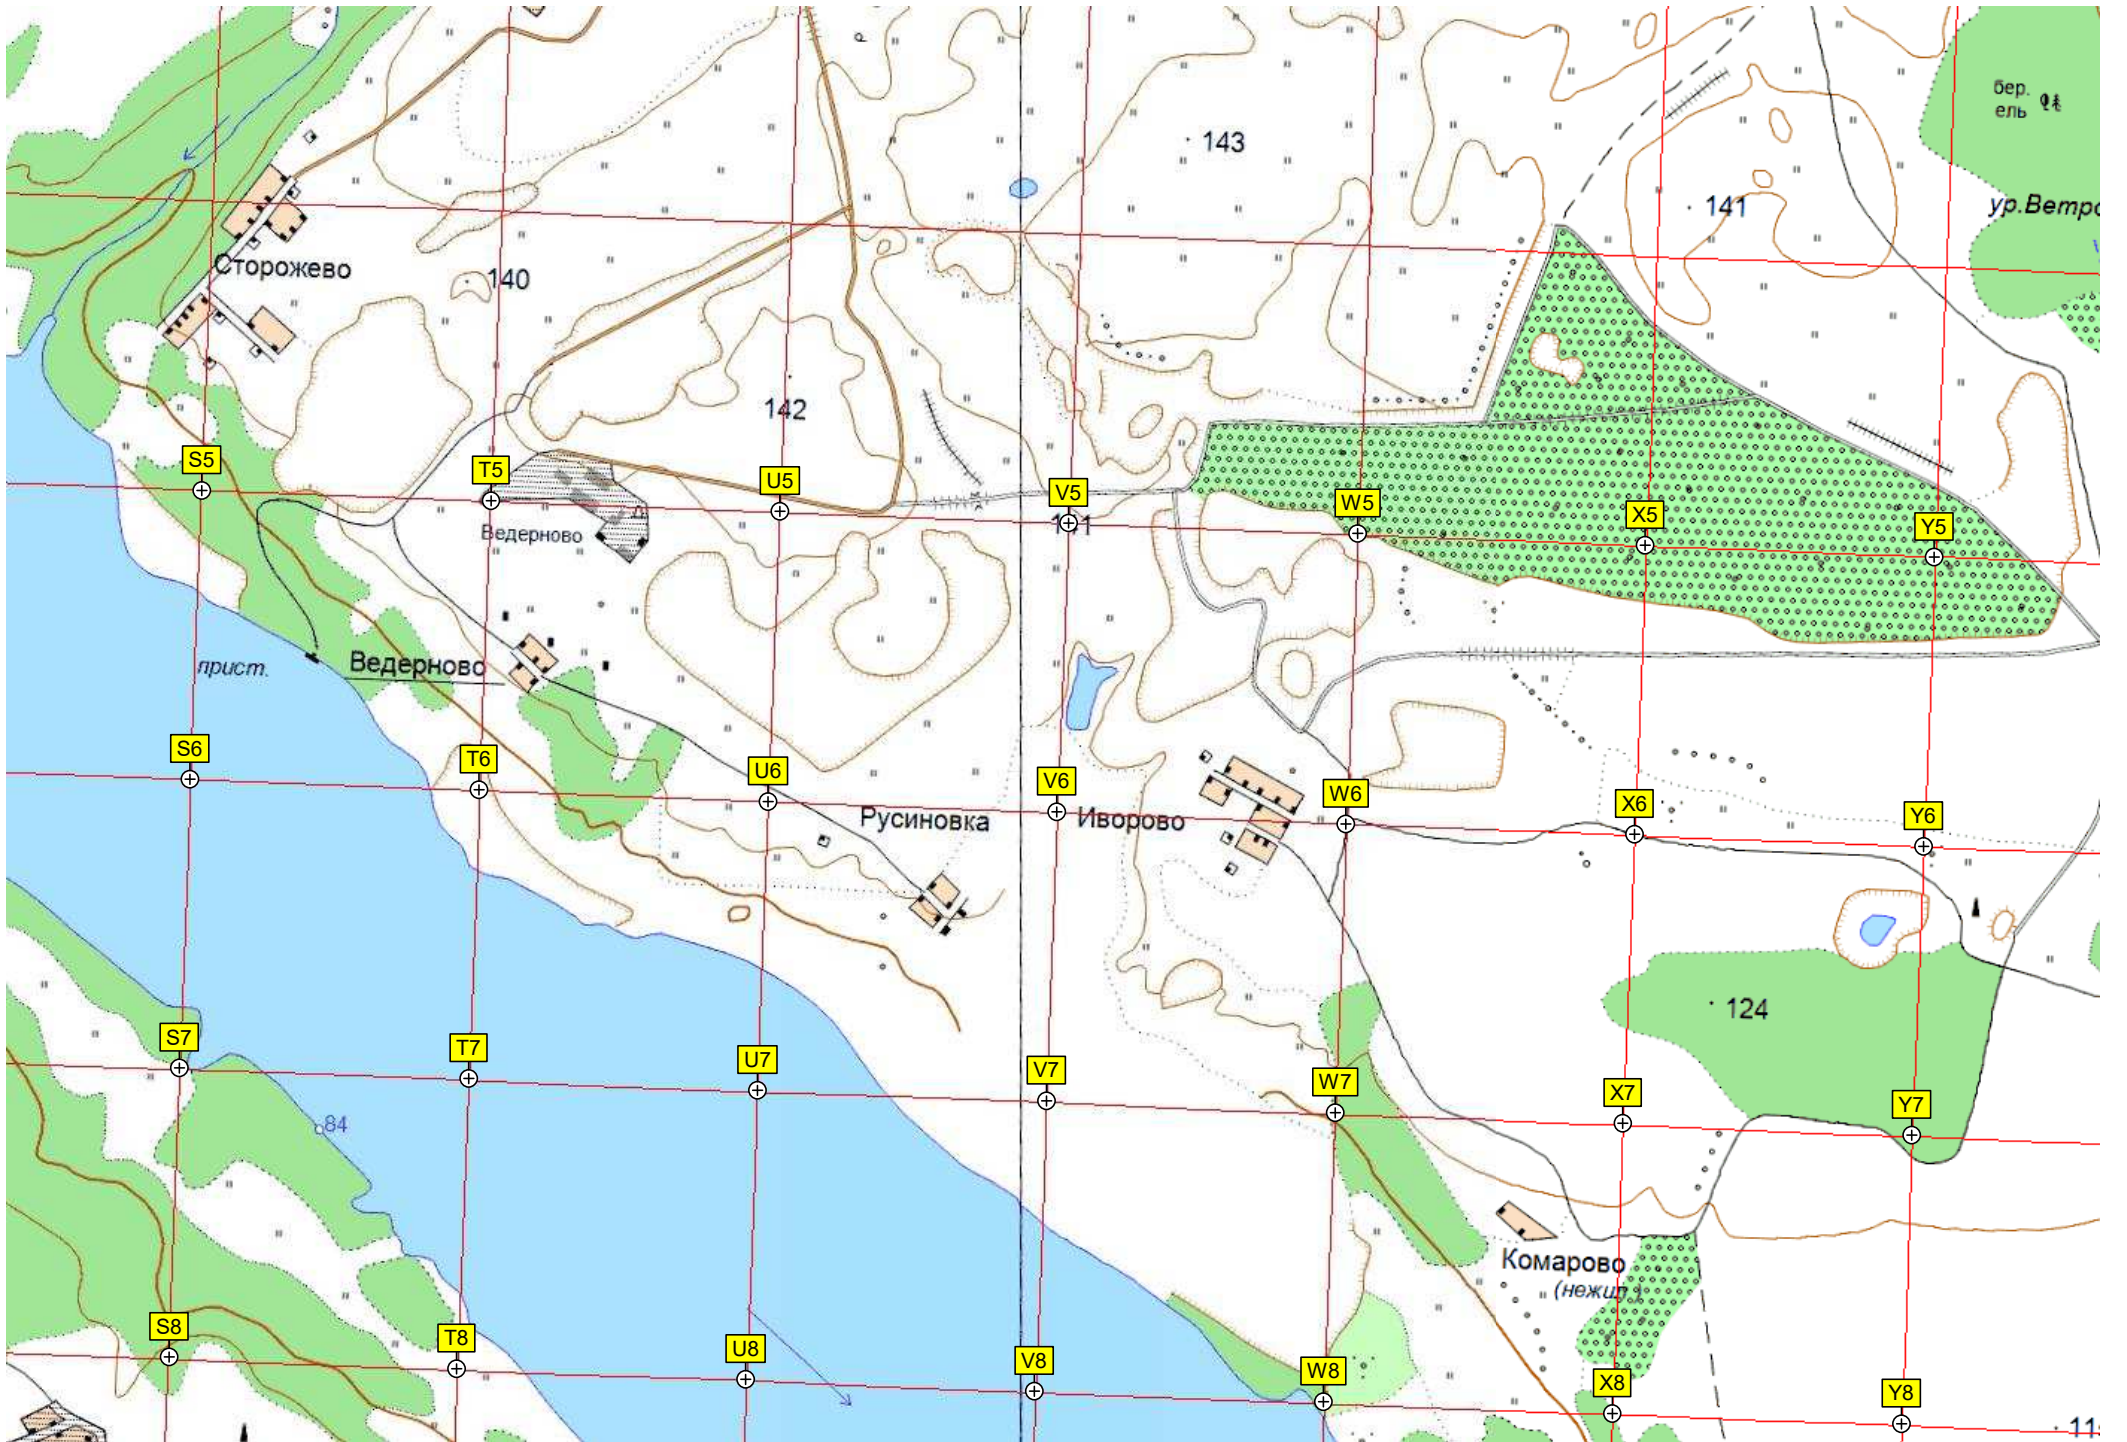 бер.
ель
143
141
Сторожево
140
142
S5
T5
U5
V5
W5
X5
Y5
Ведерново
прист.
Ведерново
S6
T6
U6
V6
W6
X6
Y6
Русиновка
Иворово
124
S7
T7
U7
V7
W7
X7
Y7
84
Комарово
S8
T8
U8
V8
W8
X8
Y8